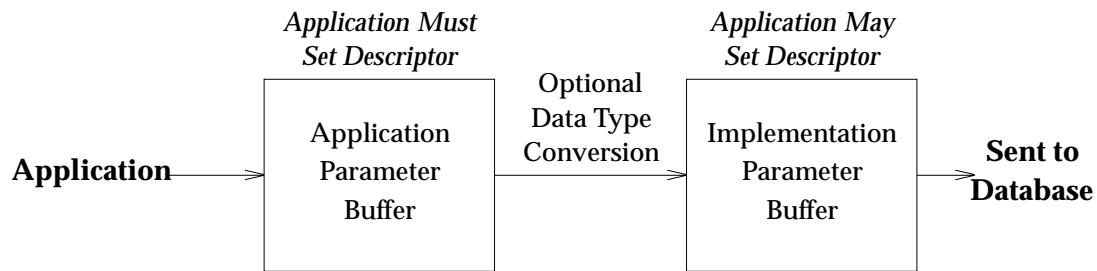 Application Must
Set Descriptor
Application May
Set Descriptor
Application
Application
Parameter
Buffer
Optional
Data Type
Conversion
Implementation
Parameter
Buffer
Sent to
Database